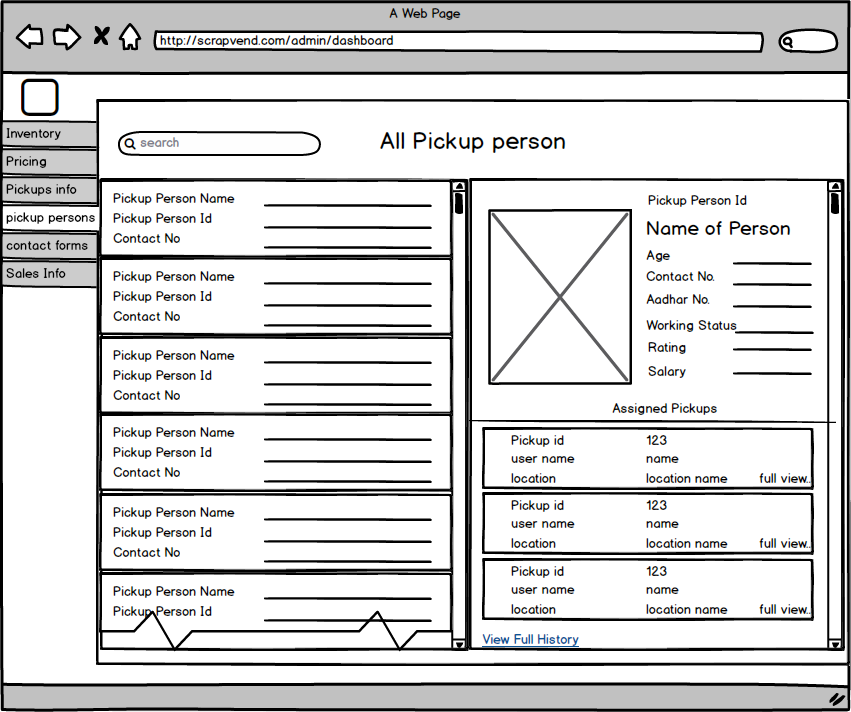 A Web Page
http://scrapvend.com/admin/dashboard
Inventory
Pricing
Pickups info
pickup persons
contact forms
Sales Info
search
All Pickup person
Pickup Person Name
Pickup Person Id
Contact No
Pickup Person Name
Pickup Person Id
Contact No
Pickup Person Name
Pickup Person Id
Contact No
Pickup Person Name
Pickup Person Id
Contact No
Pickup Person Name
Pickup Person Id
Contact No
Pickup Person Name
Pickup Person Id
Pickup Person Id
Name of Person
Age
Contact No.
Aadhar No.
Working Status
Rating
Salary
Assigned Pickups
Pickup id 123
user name name
location location name full view..
Pickup id 123
user name name
location location name full view..
Pickup id 123
user name name
location location name full view..
View Full History